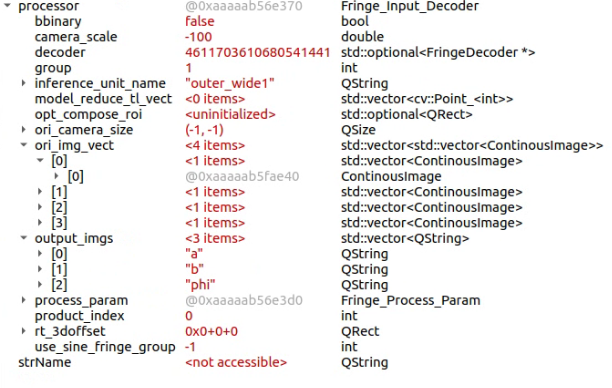 processor @0xaaaaab56e370 Fringe_Input_Decoder
bbinary false bool
camera_scale -100 double
decoder 4611703610680541441 std::optional<FringeDecoder *>
group 1 int
inference_unit_name "outer_wide1" QString
model_reduce_tl_vect <0 items> std::vector<cv::Point_<int>>
opt_compose_roi <uninitialized> std::optional<QRect>
ori_camera_size (-1, -1) QSize
ori_img_vect <4 items> std::vector<std::vector<ContinousImage>>
[0] <1 items> std::vector<ContinousImage>
[0] @0xaaaaab5fae40 ContinousImage
[1] <1 items> std::vector<ContinousImage>
[2] <1 items> std::vector<ContinousImage>
[3] <1 items> std::vector<ContinousImage>
output_imgs <3 items> std::vector<QString>
[0] "a" QString
[1] "b" QString
[2] "phi" QString
process_param @0xaaaaab56e3d0 Fringe_Process_Param
product_index 0 int
rt_3doffset 0x0+0+0 QRect
use_sine_fringe_group -1 int
strName <not accessible> QString